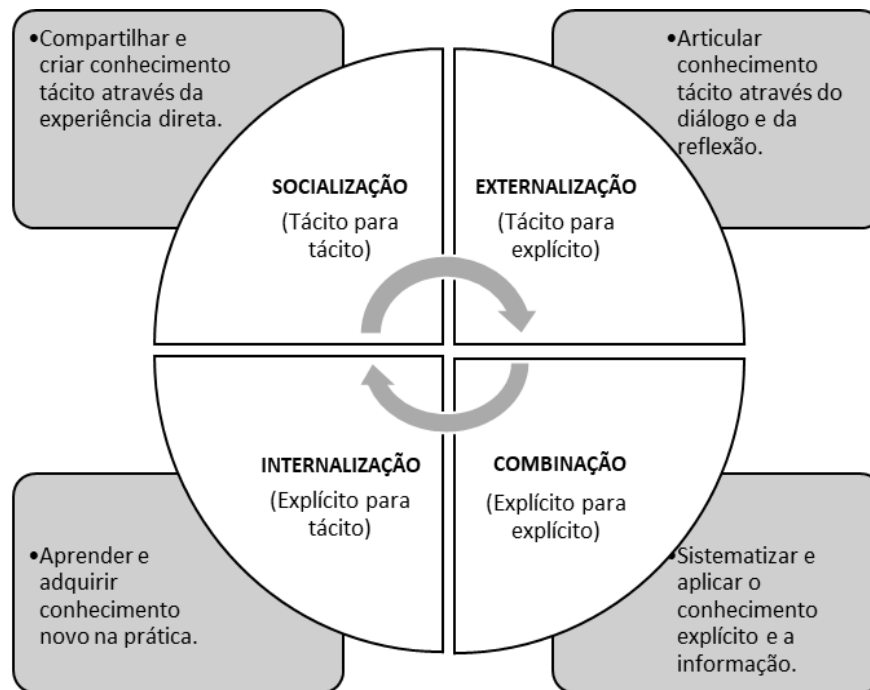 •Compartilhar e
criar conhecimento
tácito através da
experiência direta.
•Articular
conhecimento
tácito através do
diálogo e da
reflexão.
SOCIALIZAÇÃO
(Tácito para
tácito)
EXTERNALIZAÇÃO
(Tácito para
explícito)
INTERNALIZAÇÃO
(Explícito para
tácito)
COMBINAÇÃO
(Explícito para
explícito)
•Aprender e
adquirir
conhecimento
novo na prática.
•Sistematizar e
aplicar o
conhecimento
explícito e a
informação.